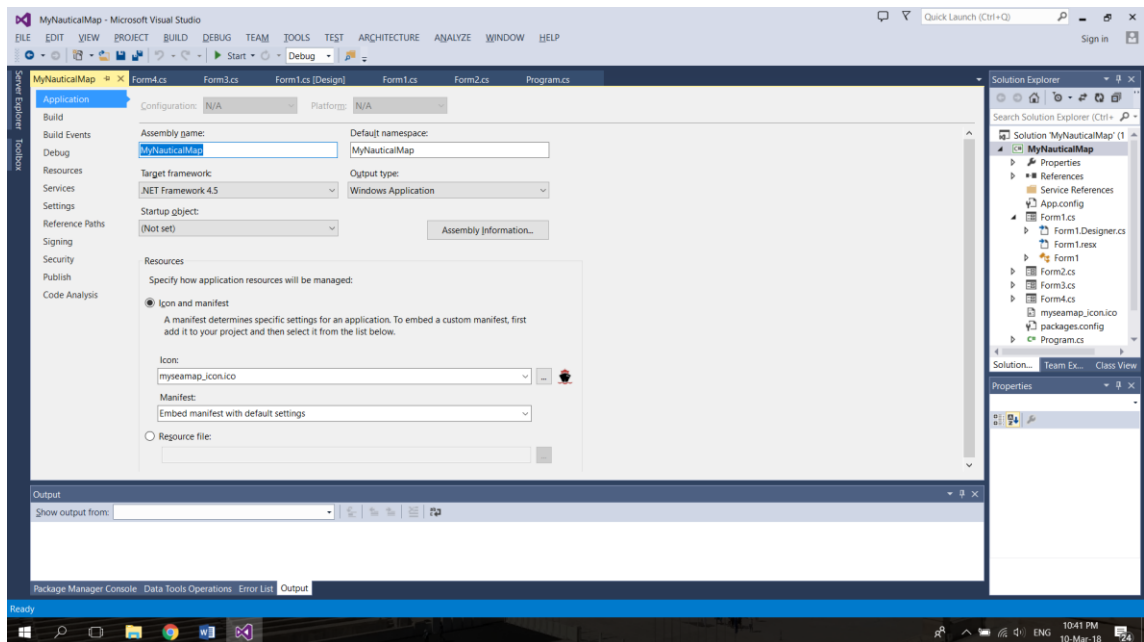 MyNauticalMap - Microsoft Visual Studio
Quick Launch (Ctrl+Q)
FILE EDIT VIEW PROJECT BUILD DEBUG TEAM TOOLS TEST ARCHITECTURE ANALYZE WINDOW HELP
Sign in
Start
Debug
Server Explorer
Toolbox
MyNauticalMap
Form4.cs
Form3.cs
Form1.cs [Design]
Form1.cs
Form2.cs
Program.cs
Application
Build
Build Events
Debug
Resources
Services
Settings
Reference Paths
Signing
Security
Publish
Code Analysis
Configuration: N/A
Platform: N/A
Assembly name:
MyNauticalMap
Default namespace:
MyNauticalMap
Target framework:
.NET Framework 4.5
Output type:
Windows Application
Startup object:
(Not set)
Assembly Information...
Resources
Specify how application resources will be managed:
Icon and manifest
A manifest determines specific settings for an application. To embed a custom manifest, first
add it to your project and then select it from the list below.
Icon:
myseamap_icon.ico
...
Manifest:
Embed manifest with default settings
Resource file:
...
Solution Explorer
Search Solution Explorer (Ctrl+
Solution 'MyNauticalMap' (1
MyNauticalMap
Properties
References
Service References
App.config
Form1.cs
Form1.Designer.cs
Form1.resx
Form1
Form2.cs
Form3.cs
Form4.cs
myseamap_icon.ico
packages.config
Program.cs
Solution...
Team Ex...
Class View
Properties
Output
Show output from:
Package Manager Console
Data Tools Operations
Error List
Output
Ready
ENG
10:41 PM
10-Mar-18
24